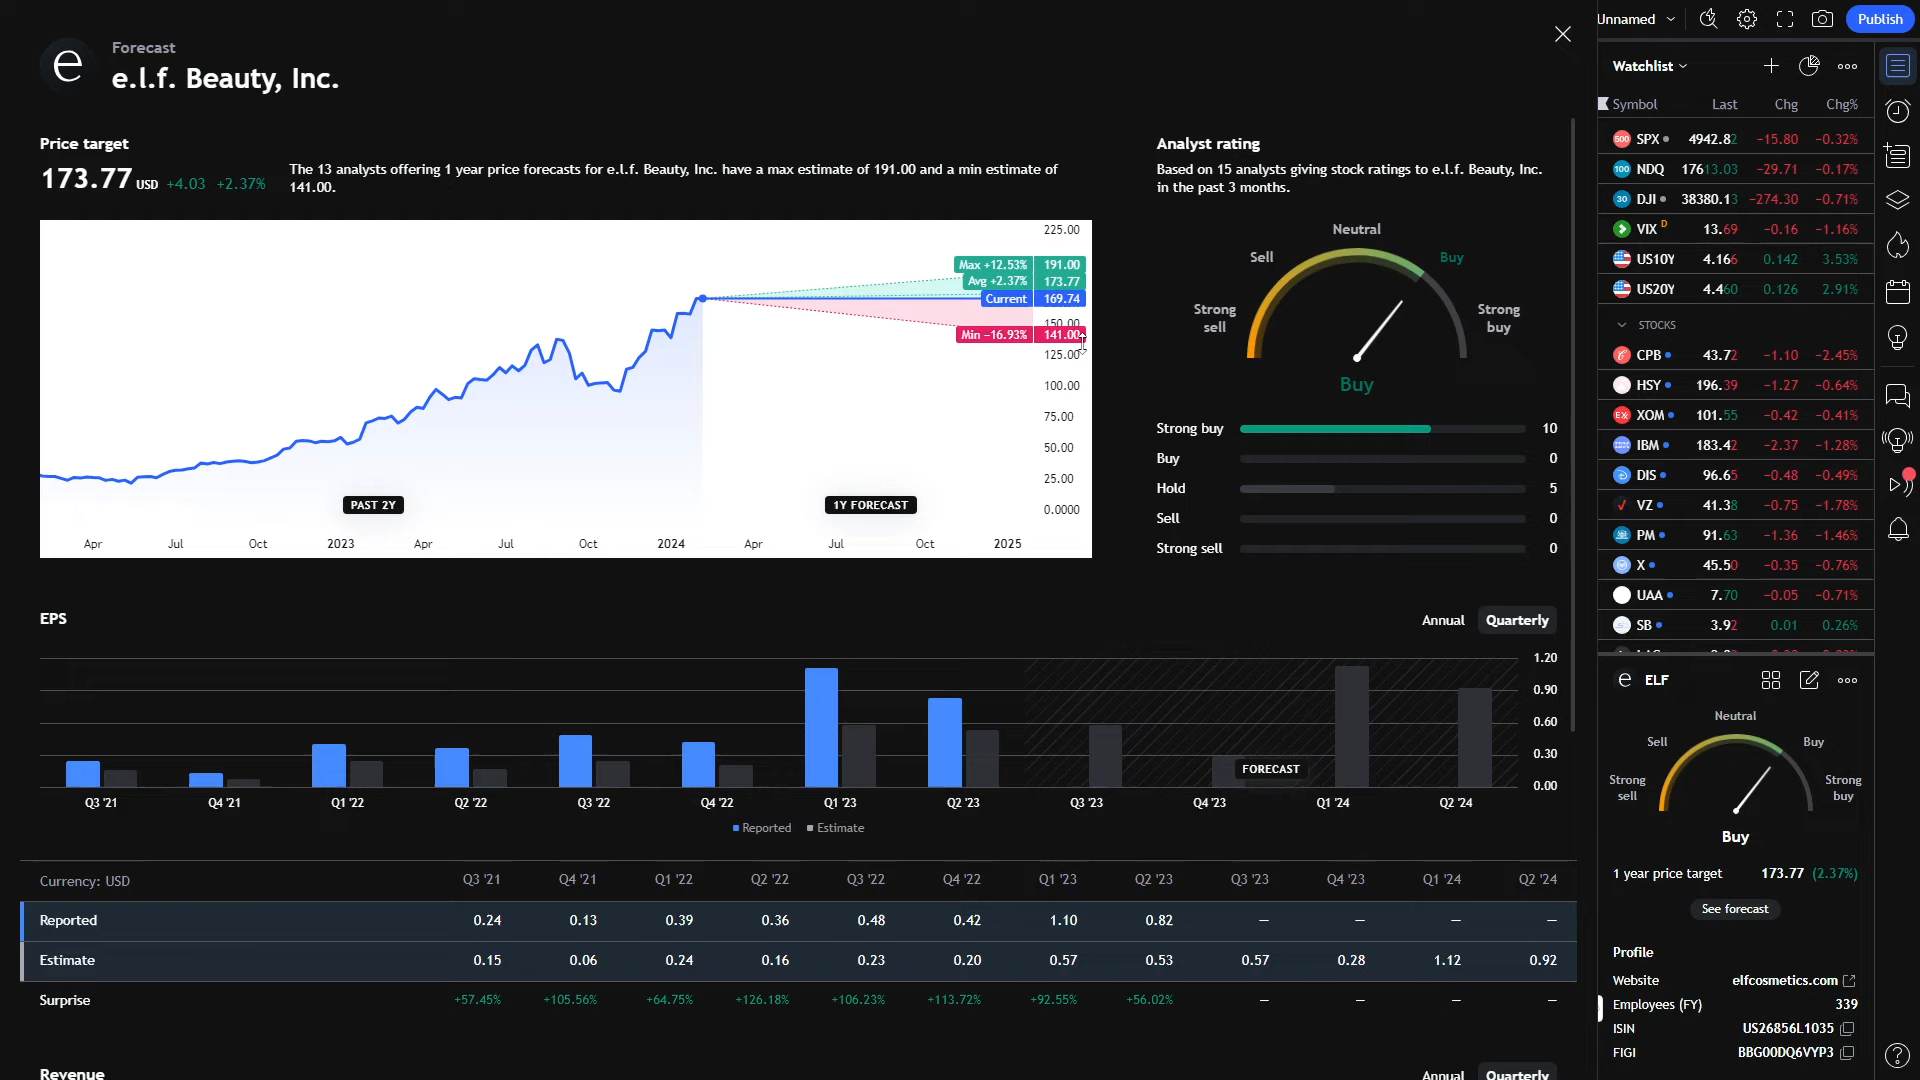 Forecast
e.l.f. Beauty, Inc.
Price target
173.77 USD +4.03 +2.37%
The 13 analysts offering 1 year price forecasts for e.l.f. Beauty, Inc. have a max estimate of 191.00 and a min estimate of
141.00.
225.00
Max +12.53% 191.00
Avg +2.37% 173.77
Current 169.74
150.00
Min −16.93% 141.00
125.00
100.00
75.00
50.00
25.00
0.0000
PAST 2Y
1Y FORECAST
Apr Jul Oct 2023 Apr Jul Oct 2024 Apr Jul Oct 2025
Analyst rating
Based on 15 analysts giving stock ratings to e.l.f. Beauty, Inc.
in the past 3 months.
Neutral
Sell
Buy
Strong
sell
Strong
buy
Buy
Strong buy 10
Buy 0
Hold 5
Sell 0
Strong sell 0
EPS
Annual Quarterly
1.20
0.90
0.60
0.30
0.00
FORECAST
Q3 '21 Q4 '21 Q1 '22 Q2 '22 Q3 '22 Q4 '22 Q1 '23 Q2 '23 Q3 '23 Q4 '23 Q1 '24 Q2 '24
Reported Estimate
Currency: USD Q3 '21 Q4 '21 Q1 '22 Q2 '22 Q3 '22 Q4 '22 Q1 '23 Q2 '23 Q3 '23 Q4 '23 Q1 '24 Q2 '24
Reported 0.24 0.13 0.39 0.36 0.48 0.42 1.10 0.82 — — — —
Estimate 0.15 0.06 0.24 0.16 0.23 0.20 0.57 0.53 0.57 0.28 1.12 0.92
Surprise +57.45% +105.56% +64.75% +126.18% +106.23% +113.72% +92.55% +56.02% — — — —
Revenue
Annual Quarterly
Unnamed
Publish
Watchlist
Symbol Last Chg Chg%
500 SPX 4942.82 −15.80 −0.32%
100 NDQ 17613.03 −29.71 −0.17%
30 DJI 38380.13 −274.30 −0.71%
VIX D 13.69 −0.16 −1.16%
US10Y 4.166 0.142 3.53%
US20Y 4.460 0.126 2.91%
STOCKS
CPB 43.72 −1.10 −2.45%
HSY 196.39 −1.27 −0.64%
XOM 101.55 −0.42 −0.41%
IBM 183.42 −2.37 −1.28%
DIS 96.65 −0.48 −0.49%
VZ 41.38 −0.75 −1.78%
PM 91.63 −1.36 −1.46%
X 45.50 −0.35 −0.76%
UAA 7.70 −0.05 −0.71%
SB 3.92 0.01 0.26%
e ELF
Neutral
Sell
Buy
Strong
sell
Strong
buy
Buy
1 year price target 173.77 (2.37%)
See forecast
Profile
Website elfcosmetics.com
Employees (FY) 339
ISIN US26856L1035
FIGI BBG00DQ6VYP3